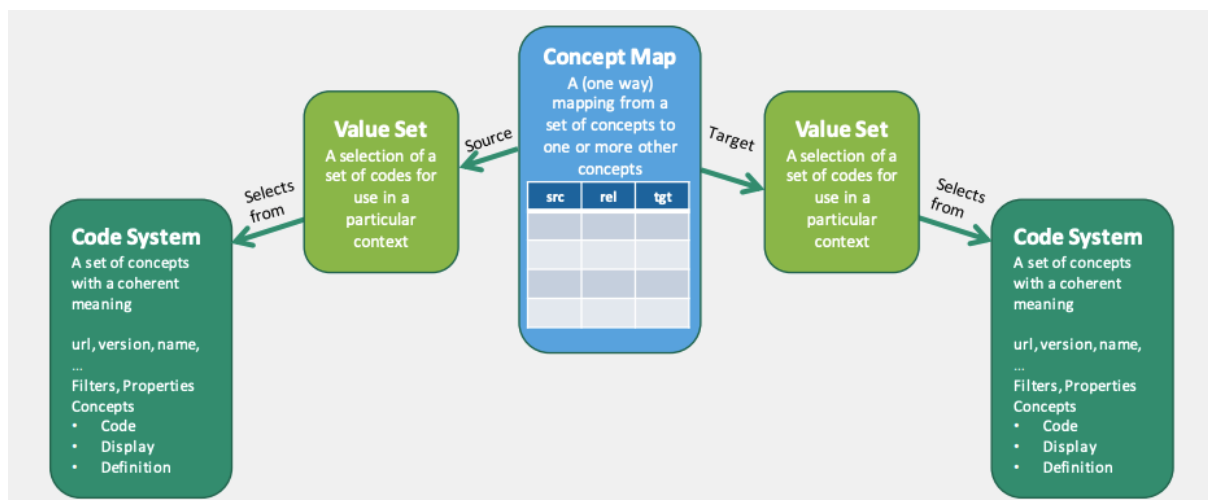 Concept Map
A (one way)
mapping from a
set of concepts to
one or more other
concepts
src rel tgt
Source
Target
Value Set
A selection of a
set of codes for
use in a
particular
context
Value Set
A selection of a
set of codes for
use in a
particular
context
Selects
from
Selects
from
Code System
A set of concepts
with a coherent
meaning
url, version, name,
...
Filters, Properties
Concepts
• Code
• Display
• Definition
Code System
A set of concepts
with a coherent
meaning
url, version, name,
...
Filters, Properties
Concepts
• Code
• Display
• Definition